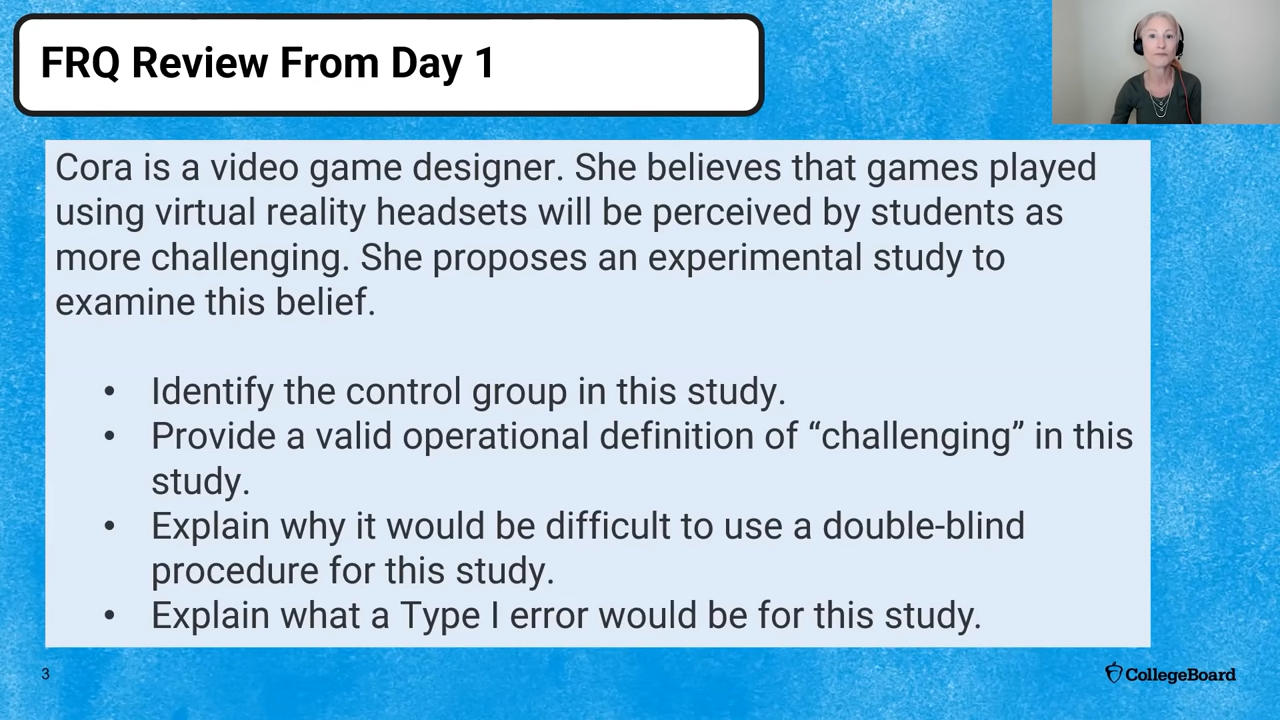 FRQ Review From Day 1
Cora is a video game designer. She believes that games played
using virtual reality headsets will be perceived by students as
more challenging. She proposes an experimental study to
examine this belief.
• Identify the control group in this study.
• Provide a valid operational definition of “challenging” in this
study.
• Explain why it would be difficult to use a double-blind
procedure for this study.
• Explain what a Type I error would be for this study.
3
CollegeBoard